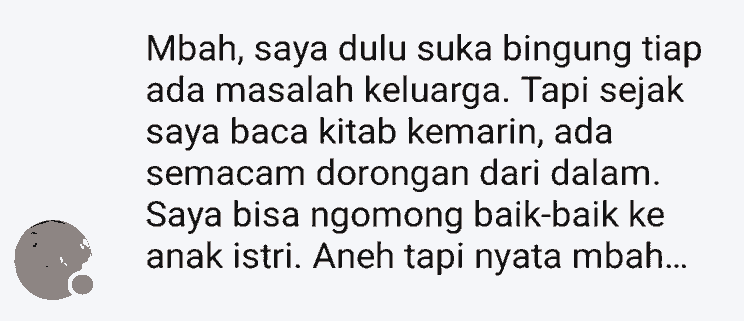 Mbah, saya dulu suka bingung tiap
ada masalah keluarga. Tapi sejak
saya baca kitab kemarin, ada
semacam dorongan dari dalam.
Saya bisa ngomong baik-baik ke
anak istri. Aneh tapi nyata mbah...